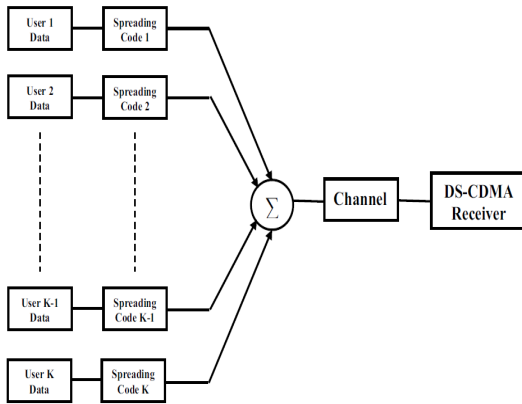 User 1
Data
Spreading
Code 1
User 2
Data
Spreading
Code 2
Σ
Channel
DS-CDMA
Receiver
User K-1
Data
Spreading
Code K-1
User K
Data
Spreading
Code K